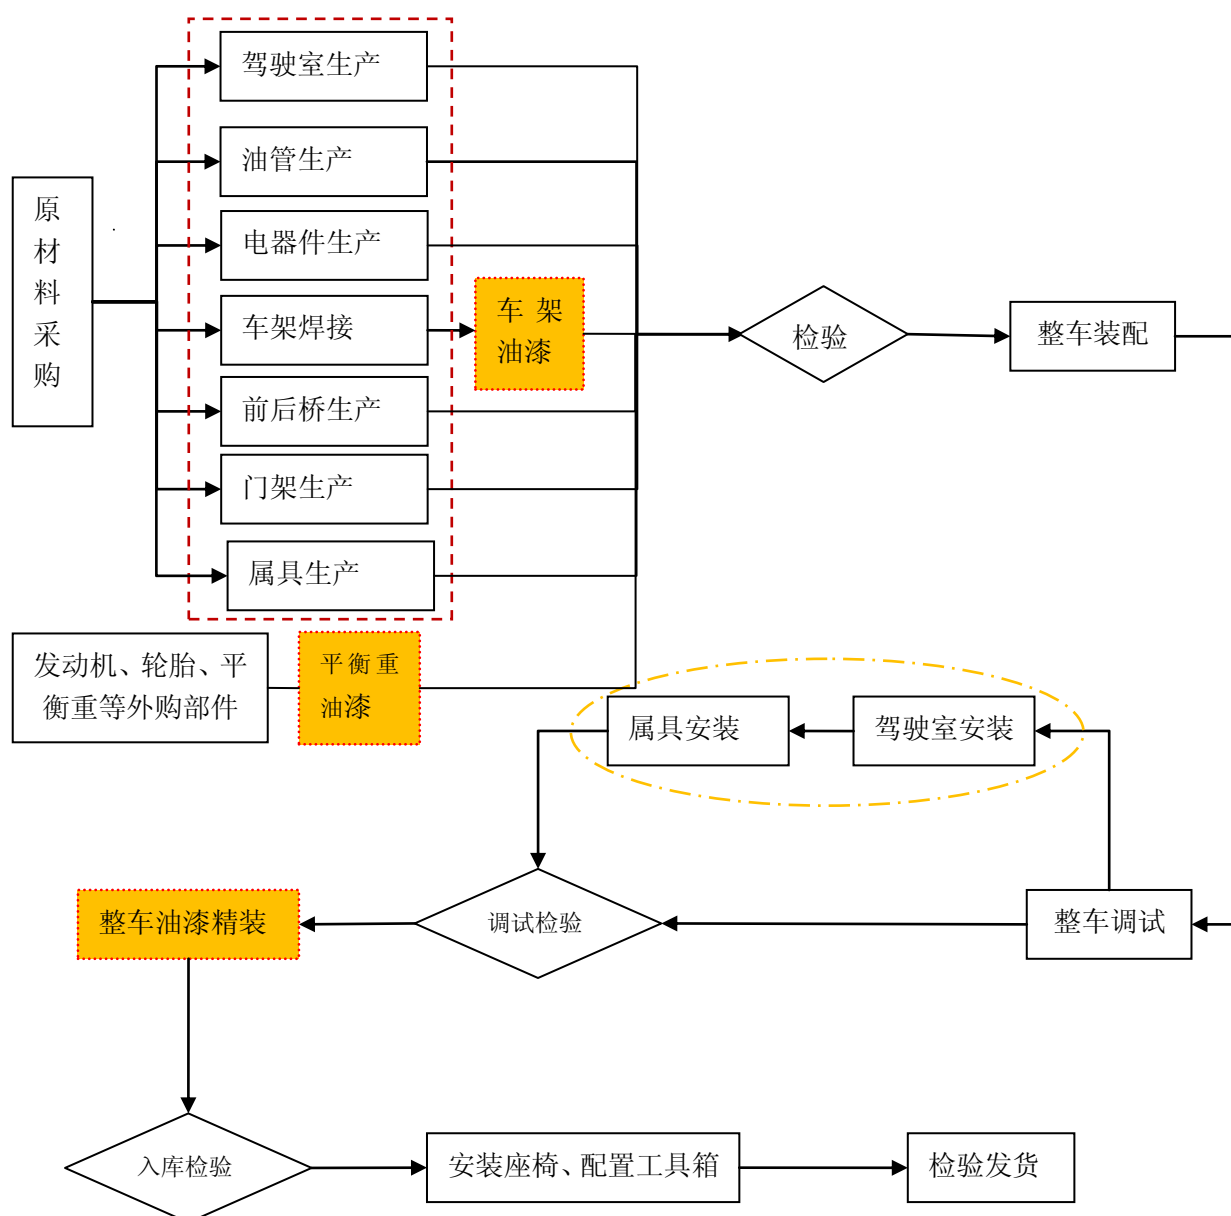 驾驶室生产
油管生产
原
材
料
采
购
电器件生产
车架焊接
车架
油漆
检验
整车装配
前后桥生产
门架生产
属具生产
发动机、轮胎、平
衡重等外购部件
平衡重
油漆
属具安装
驾驶室安装
整车油漆精装
调试检验
整车调试
入库检验
安装座椅、配置工具箱
检验发货